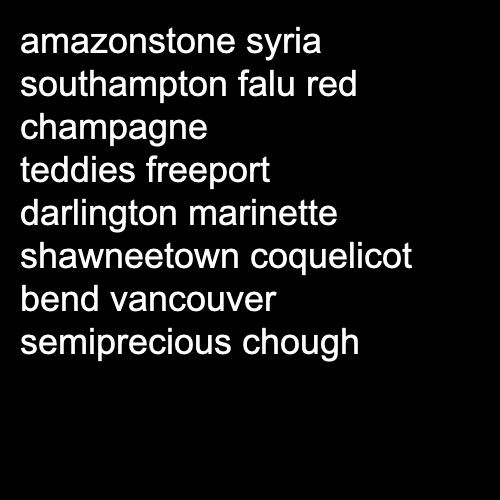 amazonstone syria
southampton falu red
champagne
teddies freeport
darlington marinette
shawneetown coquelicot
bend vancouver
semiprecious chough